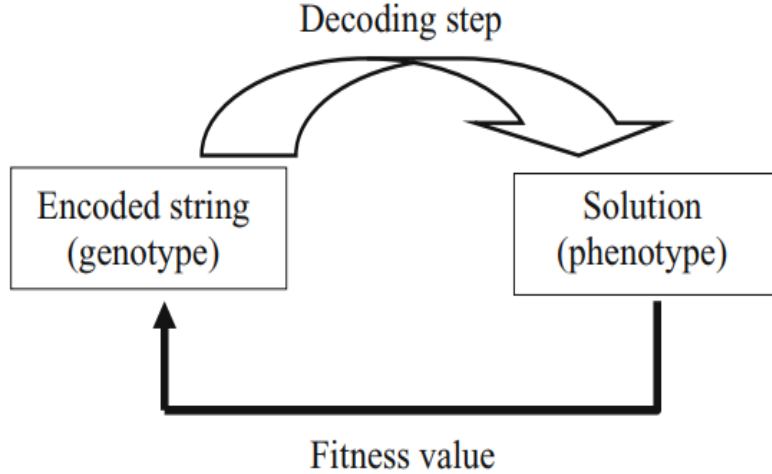 Decoding step
Encoded string
(genotype)
Solution
(phenotype)
Fitness value